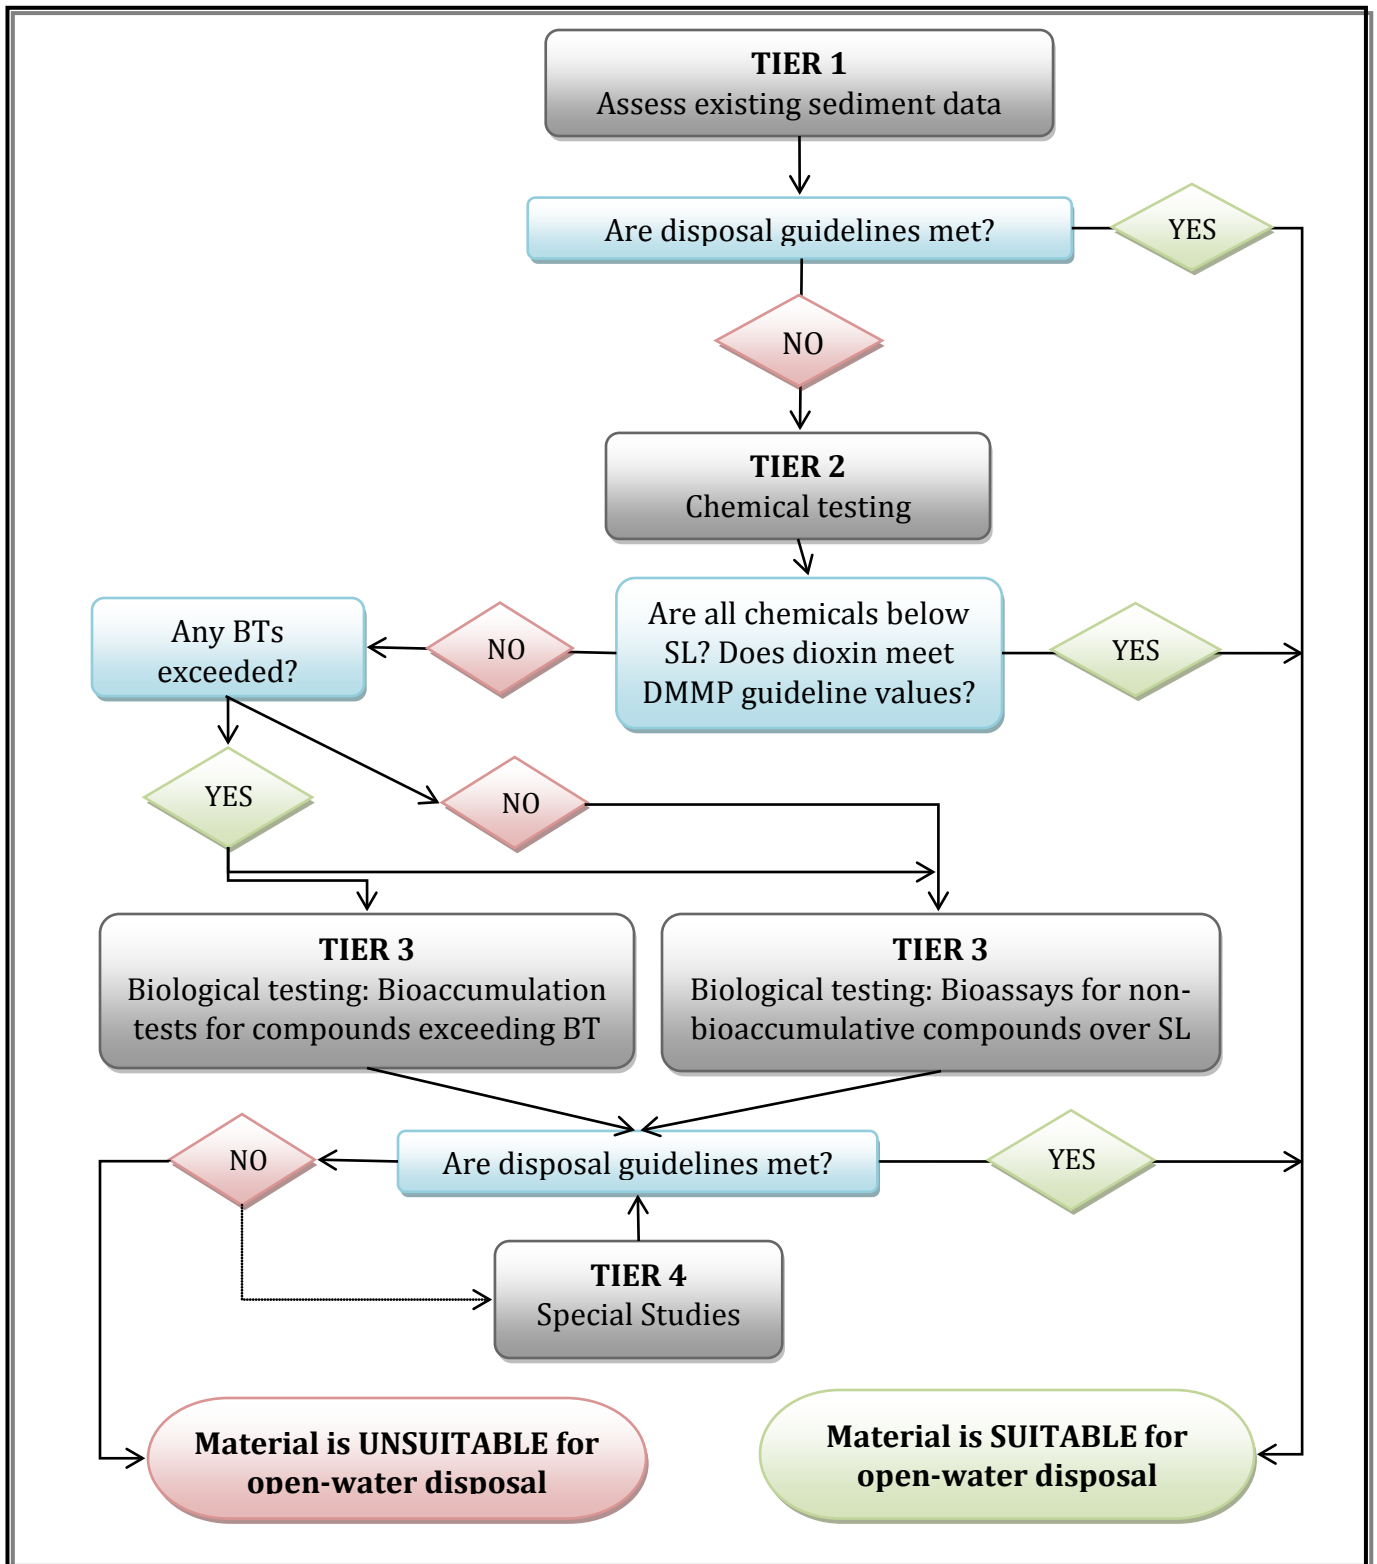 TIER 1
Assess existing sediment data
Are disposal guidelines met?
YES
NO
TIER 2
Chemical testing
Are all chemicals below
SL? Does dioxin meet
DMMP guideline values?
YES
NO
Any BTs
exceeded?
YES
NO
TIER 3
Biological testing: Bioaccumulation
tests for compounds exceeding BT
TIER 3
Biological testing: Bioassays for non-
bioaccumulative compounds over SL
NO
Are disposal guidelines met?
YES
TIER 4
Special Studies
Material is UNSUITABLE for
open-water disposal
Material is SUITABLE for
open-water disposal